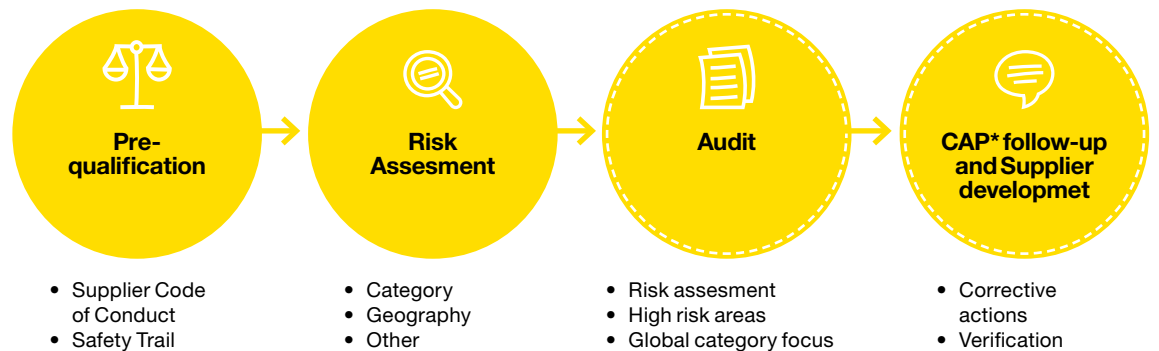 Pre-
qualification
Risk
Assesment
Audit
CAP* follow-up
and Supplier
developmet
• Supplier Code
of Conduct
• Safety Trail
• Category
• Geography
• Other
• Risk assesment
• High risk areas
• Global category focus
• Corrective
actions
• Verification